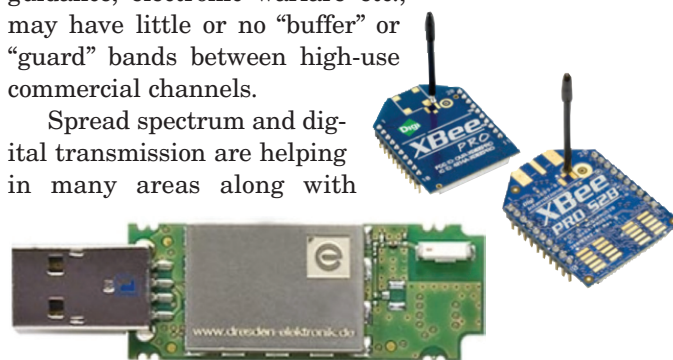 guidance, electronic warfare etc.,
may have little or no “buffer” or
“guard” bands between high-use
commercial channels.
Spread spectrum and dig-
ital transmission are helping
in many areas along with
Digi
XBee
PRO
XBee
PRO S2B
e
www.dresden-elektronik.de